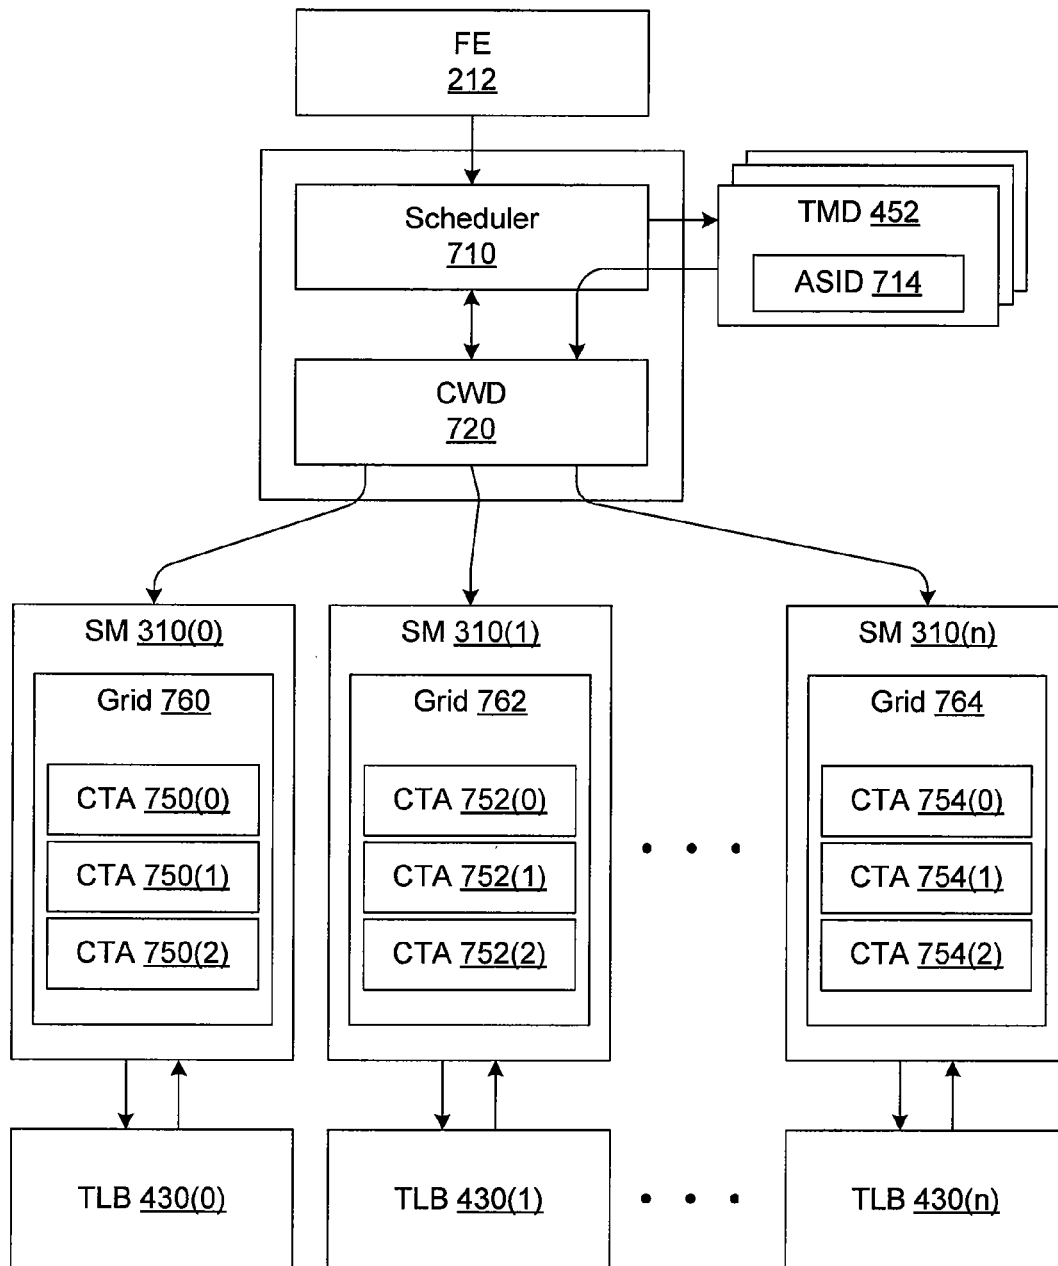 FE
212
Scheduler
710
TMD 452
ASID 714
CWD
720
SM 310(0)
Grid 760
CTA 750(0)
CTA 750(1)
CTA 750(2)
SM 310(1)
Grid 762
CTA 752(0)
CTA 752(1)
CTA 752(2)
SM 310(n)
Grid 764
CTA 754(0)
CTA 754(1)
CTA 754(2)
TLB 430(0)
TLB 430(1)
TLB 430(n)